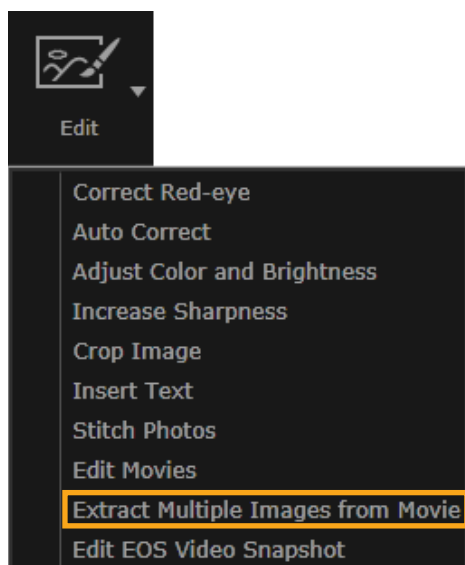 Edit
Correct Red-eye
Auto Correct
Adjust Color and Brightness
Increase Sharpness
Crop Image
Insert Text
Stitch Photos
Edit Movies
Extract Multiple Images from Movie
Edit EOS Video Snapshot